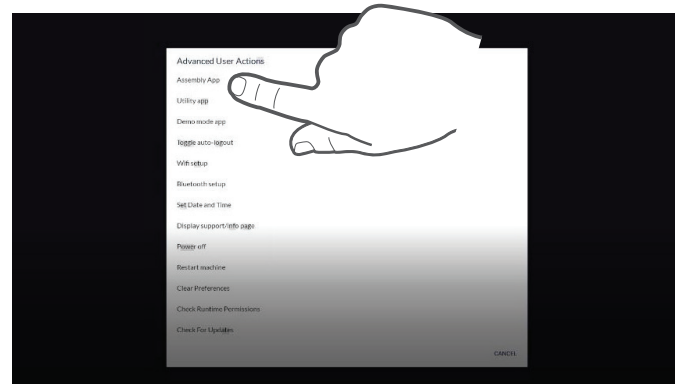 Advanced User Actions
Assembly App
Utility app
Demo mode app
Toggle auto-logout
Wifi setup
Bluetooth setup
Set Date and Time
Display support/info page
Power off
Restart machine
Clear Preferences
Check Runtime Permissions
Check For Updates
CANCEL